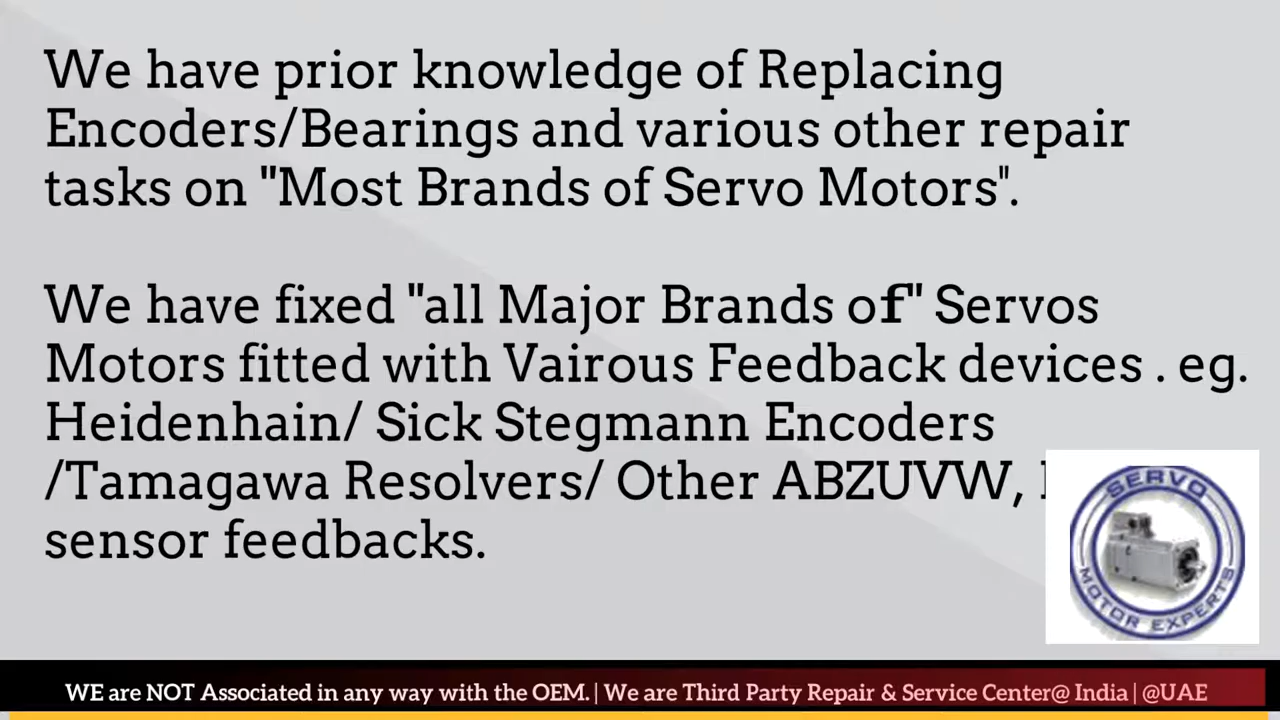 We have prior knowledge of Replacing
Encoders/Bearings and various other repair
tasks on "Most Brands of Servo Motors".
We have fixed "all Major Brands of" Servos
Motors fitted with Vairous Feedback devices . eg.
Heidenhain/ Sick Stegmann Encoders
/Tamagawa Resolvers/ Other ABZUVW,
sensor feedbacks.
SERVO
MOTOR EXPERTS
WE are NOT Associated in any way with the OEM. | We are Third Party Repair & Service Center@ India | @UAE